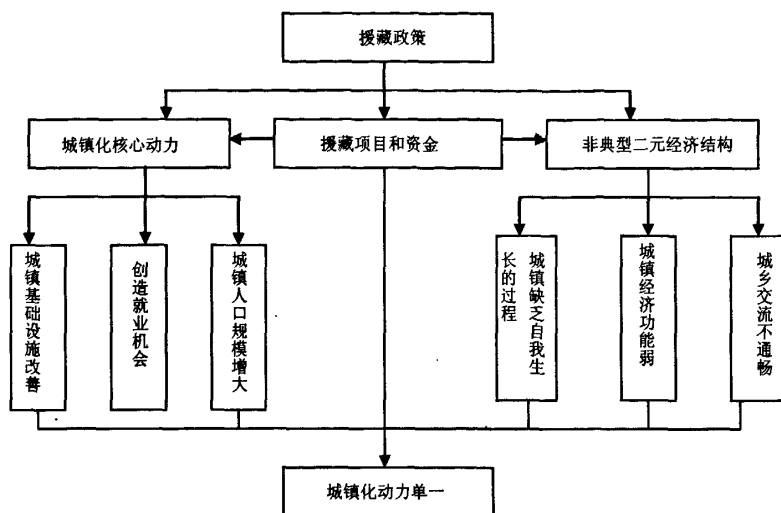 援藏政策
城镇化核心动力
援藏项目和资金
非典型二元经济结构
城镇基础设施改善
创造就业机会
城镇人口规模增大
城镇缺乏自我生
长的过程
城镇经济功能弱
城乡交流不通畅
城镇化动力单一